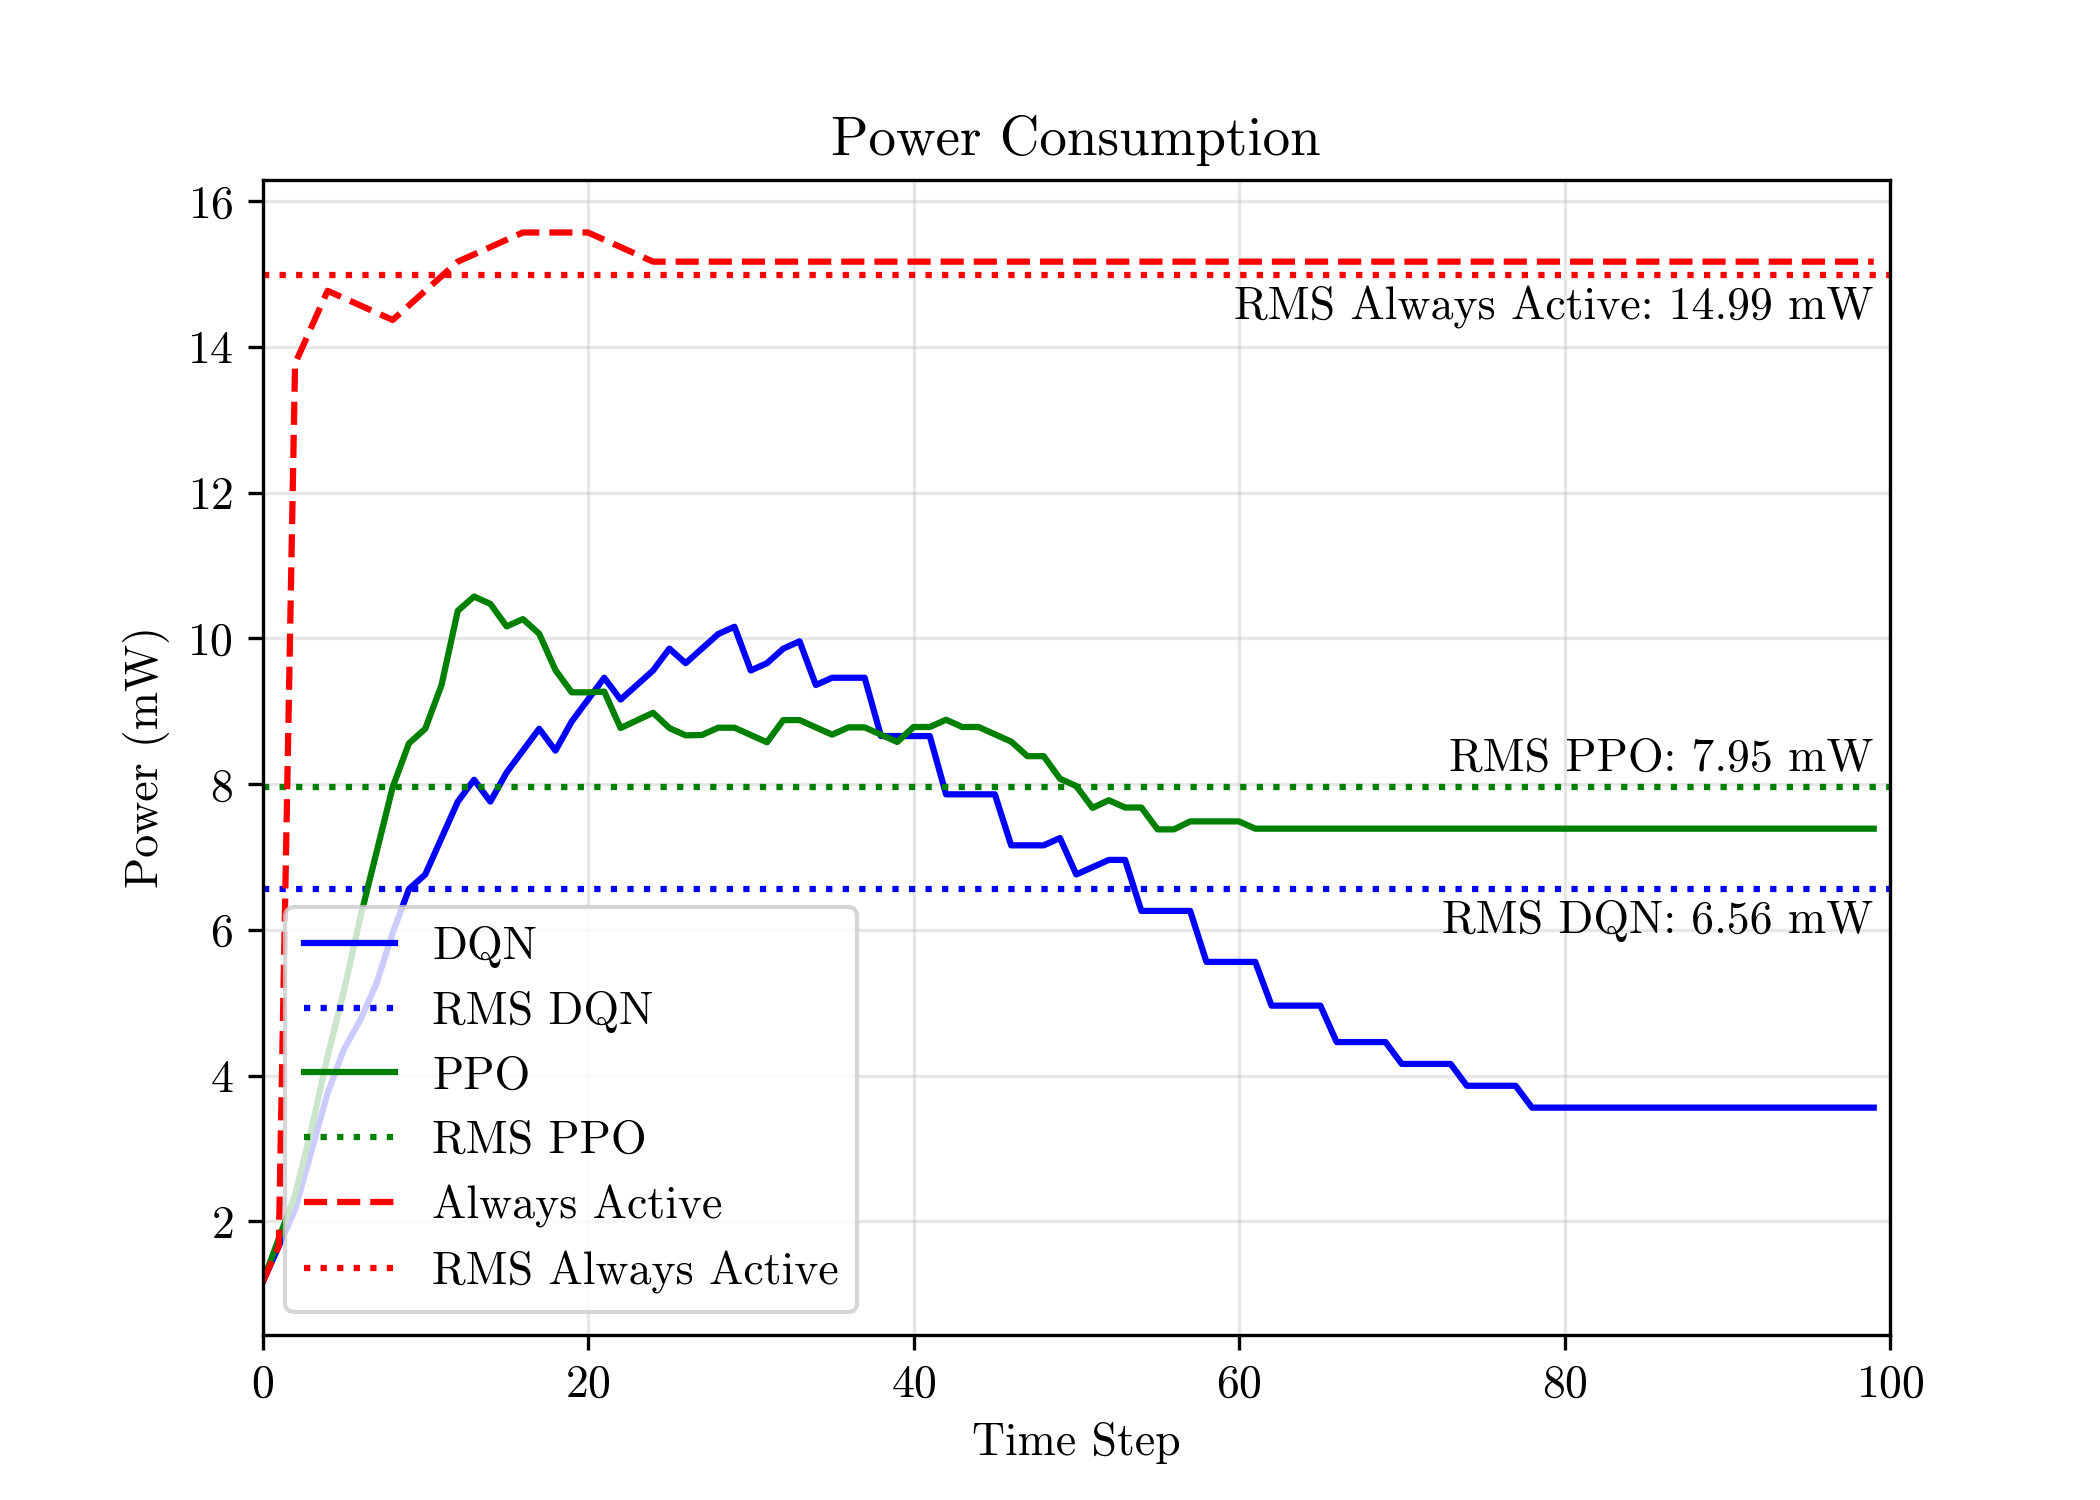 Power Consumption
16
14
12
10
8
6
4
2
Power (mW)
RMS Always Active: 14.99 mW
RMS PPO: 7.95 mW
RMS DQN: 6.56 mW
DQN
RMS DQN
PPO
RMS PPO
Always Active
RMS Always Active
0 20 40 60 80 100
Time Step